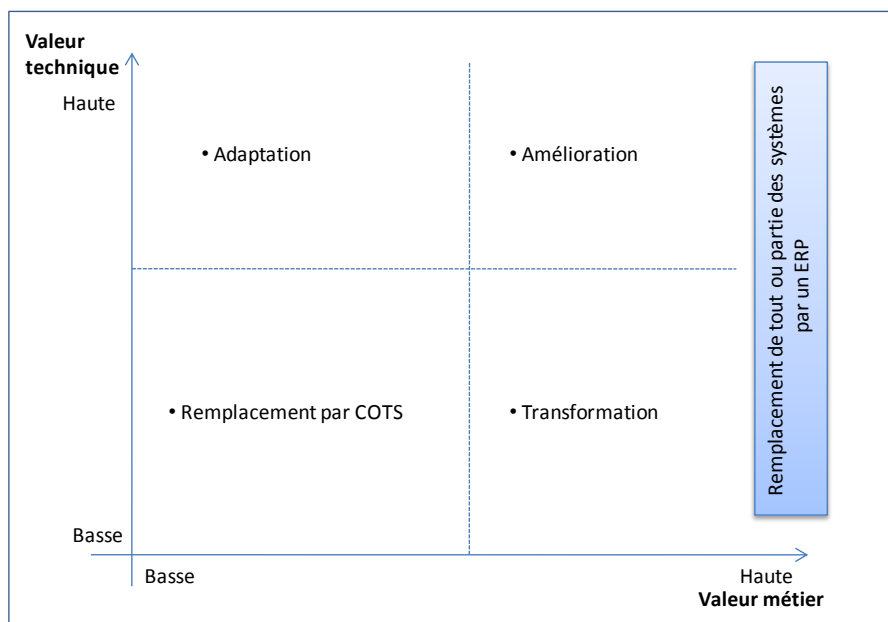 Valeur
technique
Haute
• Adaptation
• Amélioration
Remplacement de tout ou partie des systèmes
par un ERP
• Remplacement par COTS
• Transformation
Basse
Basse
Haute
Valeur métier